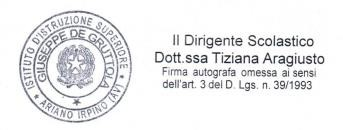 ISTITUTO D'ISTRUZIONE SUPERIORE
GIUSEPPE DE GRUTTOLA
* ARIANO IRPINO (AV) *
Il Dirigente Scolastico
Dott.ssa Tiziana Aragiusto
Firma autografa omessa ai sensi
dell'art. 3 del D. Lgs. n. 39/1993